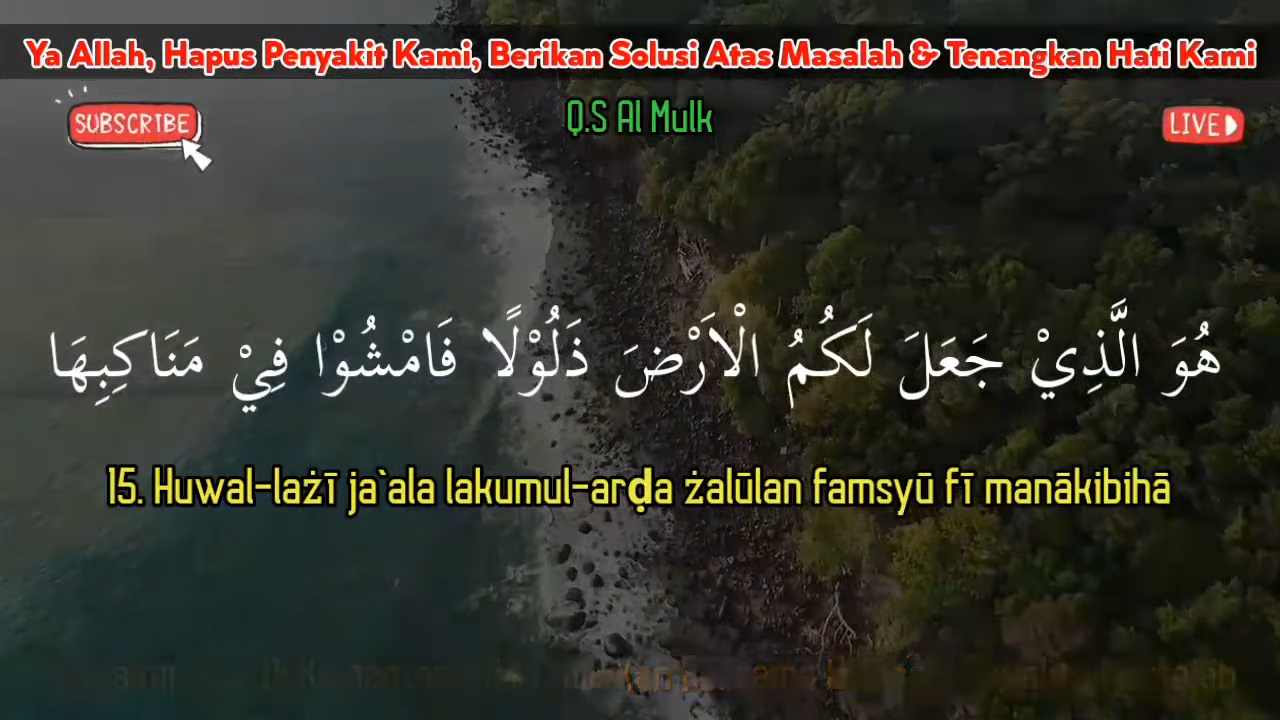 Ya Allah, Hapus Penyakit Kami, Berikan Solusi Atas Masalah & Tenangkan Hati Kami
SUBSCRIBE
Q.S Al Mulk
LIVE
هُوَ الَّذِيْ جَعَلَ لَكُمُ الْاَرْضَ ذَلُوْلًا فَامْشُوْا فِيْ مَنَاكِبِهَا
15. Huwal-lażī ja`ala lakumul-arḍa żalūlan famsyū fī manākibihā